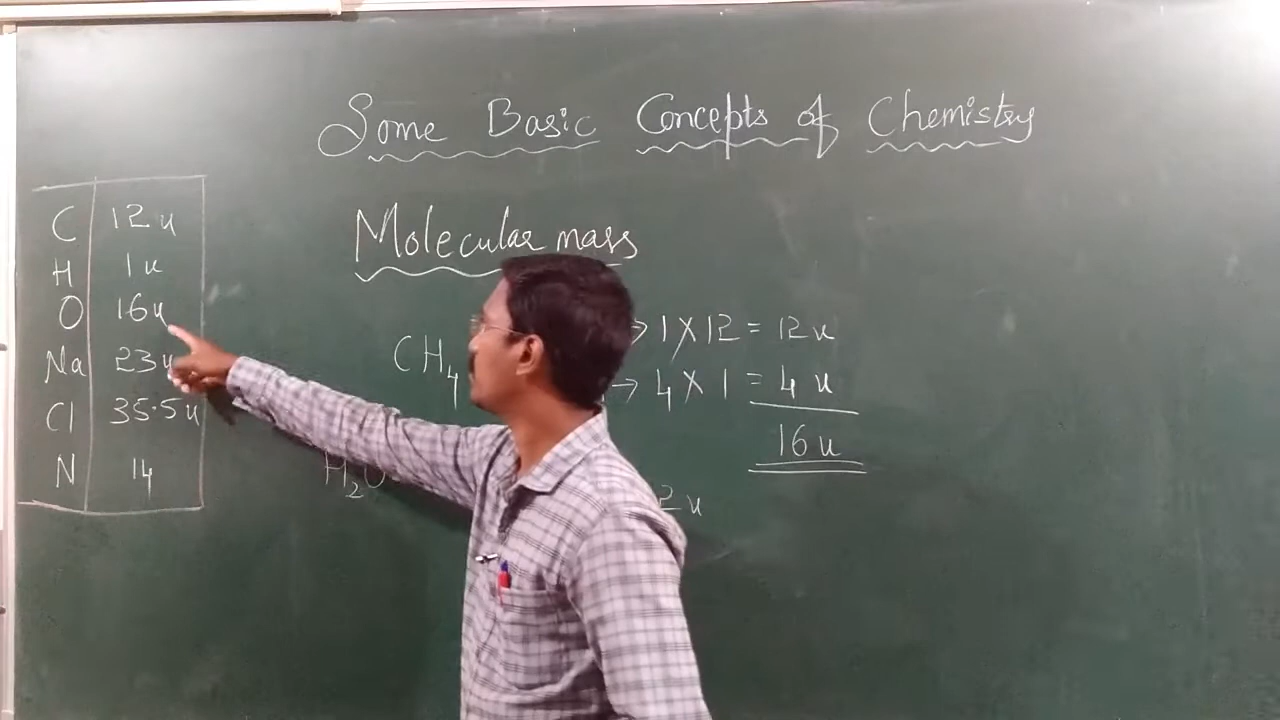 Some Basic Concepts of Chemistry
C 12 u
H 1 u
O 16 u
Na 23 u
Cl 35.5 u
N 14
Molecular mass
CH₄
→ 1 X 12 = 12 u
→ 4 X 1 = 4 u
16 u
H₂O
2 u